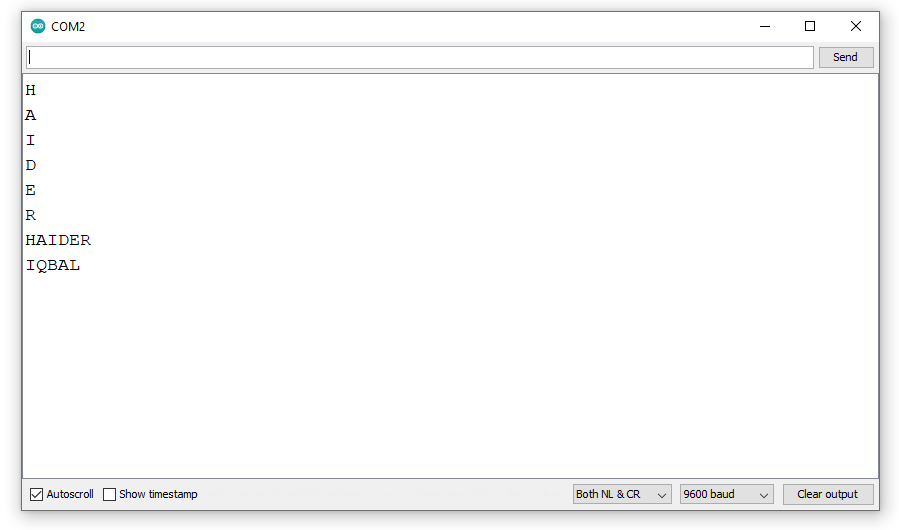 COM2
Send
H
A
I
D
E
R
HAIDER
IQBAL
Autoscroll Show timestamp Both NL & CR 9600 baud Clear output